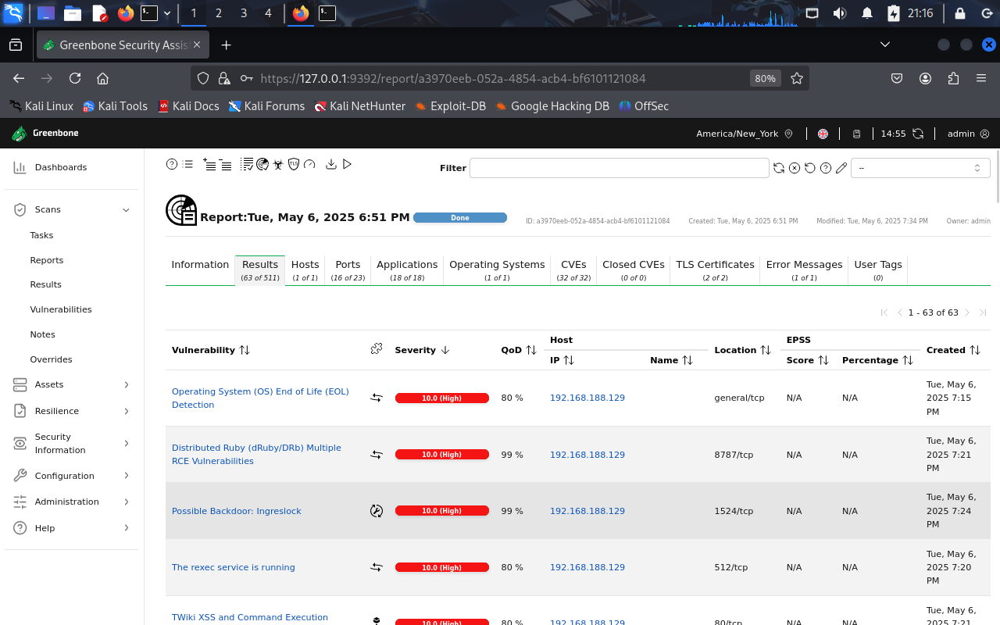 1 2 3 4 21:16
Greenbone Security Assis
https://127.0.0.1:9392/report/a3970eeb-052a-4854-acb4-bf6101121084 80%
Kali Linux Kali Tools Kali Docs Kali Forums Kali NetHunter Exploit-DB Google Hacking DB OffSec
Greenbone America/New_York 14:55 admin
Dashboards
Scans
Tasks
Reports
Results
Vulnerabilities
Notes
Overrides
Assets
Resilience
Security
Information
Configuration
Administration
Help
TLS Filter --
Report:Tue, May 6, 2025 6:51 PM Done ID: a3970eeb-052a-4854-acb4-bf6101121084 Created: Tue, May 6, 2025 6:51 PM Modified: Tue, May 6, 2025 7:34 PM Owner: admin
Information Results Hosts Ports Applications Operating Systems CVEs Closed CVEs TLS Certificates Error Messages User Tags
(63 of 511) (1 of 1) (16 of 23) (18 of 18) (1 of 1) (32 of 32) (0 of 0) (2 of 2) (1 of 1) (0)
1 - 63 of 63
Vulnerability Severity QoD Host Location EPSS Created
IP Name Score Percentage
Operating System (OS) End of Life (EOL)
Detection 10.0 (High) 80 % 192.168.188.129 general/tcp N/A N/A Tue, May 6,
2025 7:15
PM
Distributed Ruby (dRuby/DRb) Multiple
RCE Vulnerabilities 10.0 (High) 99 % 192.168.188.129 8787/tcp N/A N/A Tue, May 6,
2025 7:21
PM
Possible Backdoor: Ingreslock 10.0 (High) 99 % 192.168.188.129 1524/tcp N/A N/A Tue, May 6,
2025 7:24
PM
The rexec service is running 10.0 (High) 80 % 192.168.188.129 512/tcp N/A N/A Tue, May 6,
2025 7:20
PM
TWiki XSS and Command Execution 10.0 (High) 80 % 192.168.188.129 80/tcp N/A N/A Tue, May 6,
2025 7:21